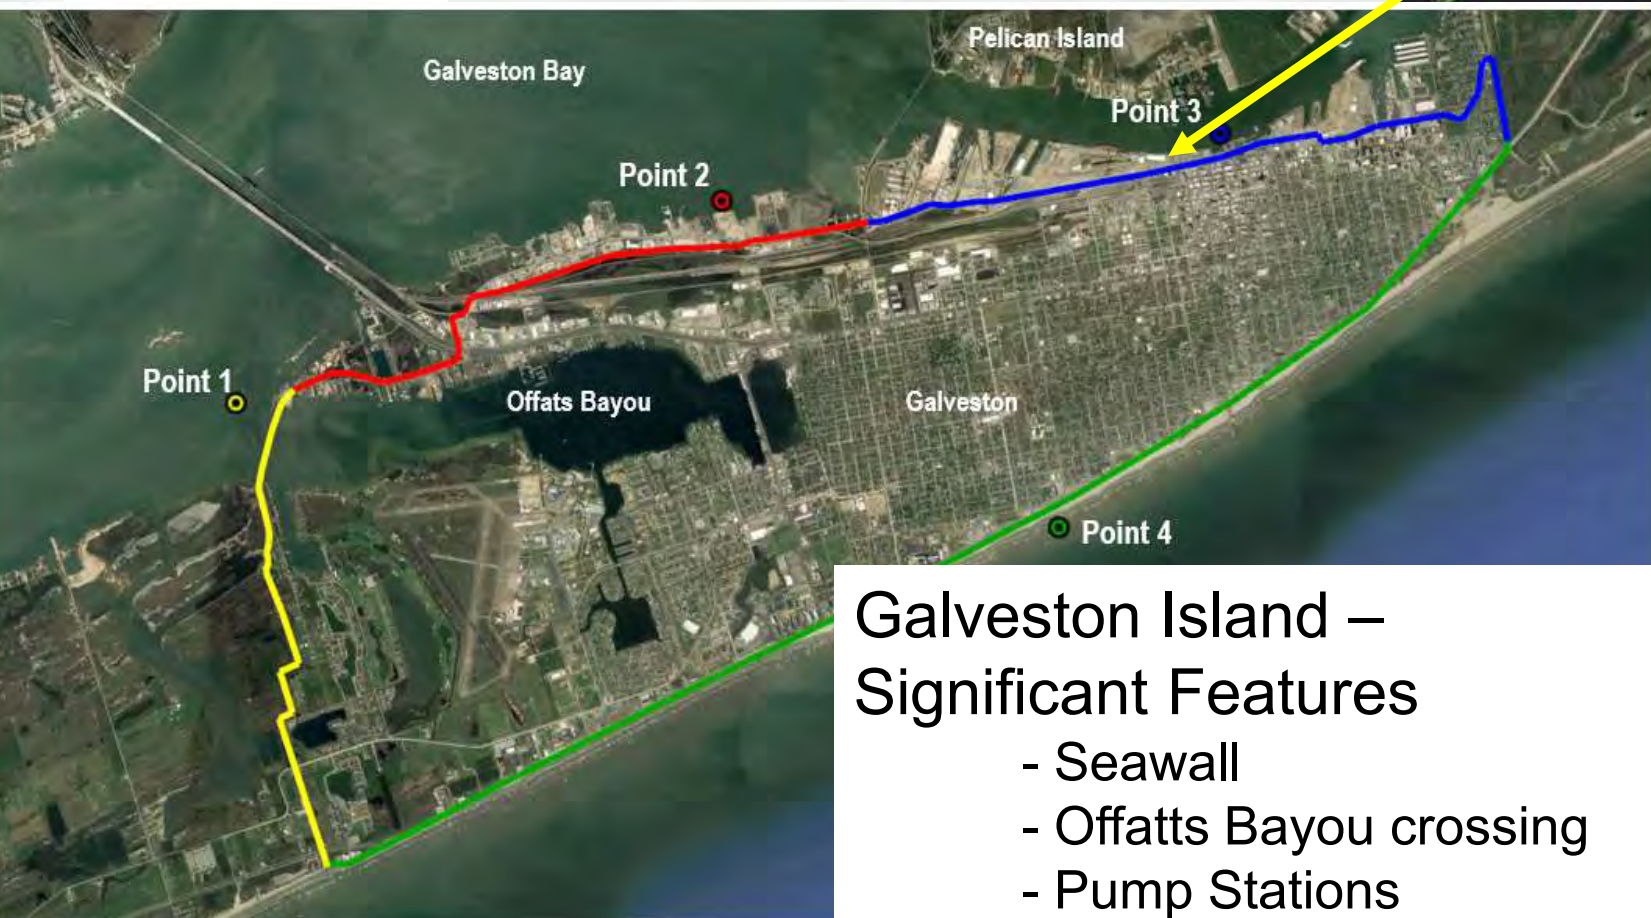 Pelican Island
Galveston Bay
Point 3
Point 2
Point 1
Offats Bayou
Galveston
Point 4
Galveston Island –
Significant Features
- Seawall
- Offatts Bayou crossing
- Pump Stations